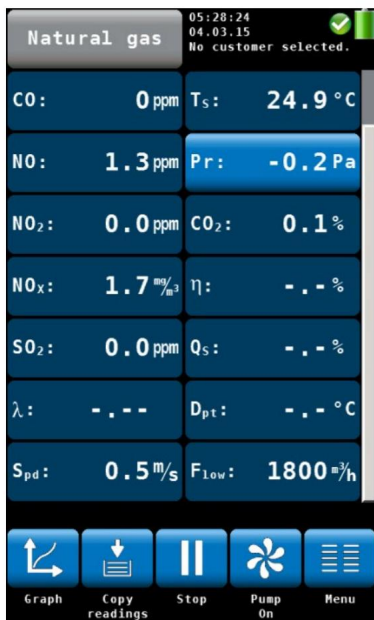 Natural gas
05:28:24
04.03.15
No customer selected.
CO: 0 ppm
Ts: 24.9 °C
NO: 1.3 ppm
Pr: -0.2 Pa
NO₂: 0.0 ppm
CO₂: 0.1 %
NOx: 1.7 mg/m³
η: -.- %
SO₂: 0.0 ppm
Qs: -.- %
λ: -.--
Dpt: -.- °C
Spd: 0.5 m/s
Flow: 1800 m³/h
Graph
Copy
readings
Stop
Pump
On
Menu